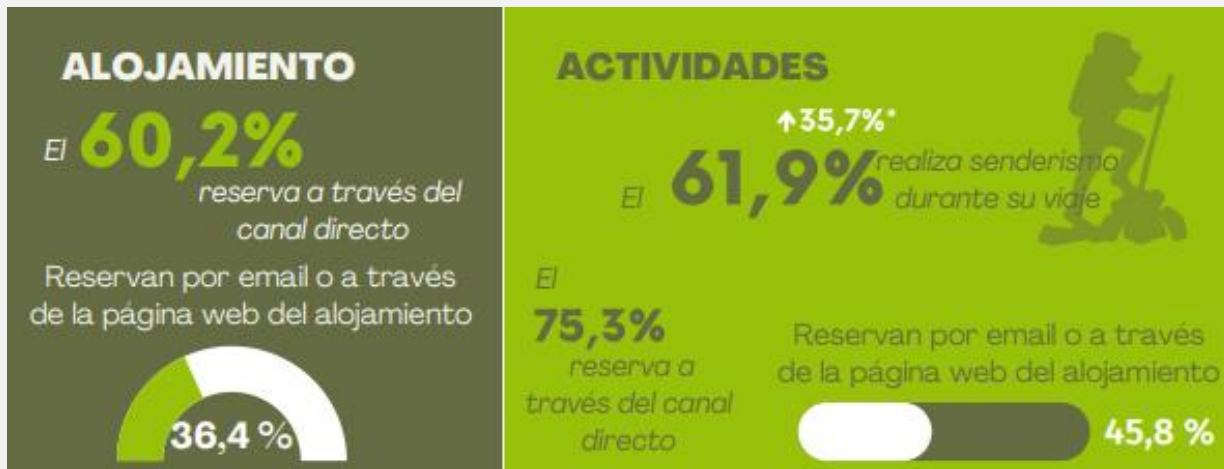 ALOJAMIENTO
El 60,2%
reserva a través del
canal directo
Reservan por email o a través
de la página web del alojamiento
36,4 %
ACTIVIDADES
↑35,7%*
El 61,9% realiza senderismo
durante su viaje
El
75,3%
reserva a
través del canal
directo
Reservan por email o a través
de la página web del alojamiento
45,8 %